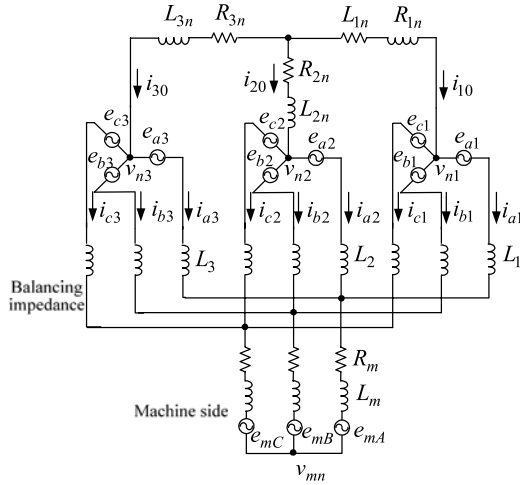 L3n R3n L1n R1n
R2n
i30 i20 i10
L2n
ec3 ec2 ec1
ea3 ea2 ea1
eb3 eb2 eb1
vn3 vn2 vn1
ic3 ib3 ia3 ic2 ib2 ia2 ic1 ib1 ia1
L3 L2 L1
Balancing
impedance
Rm
Lm
Machine side
emC emB emA
vmn